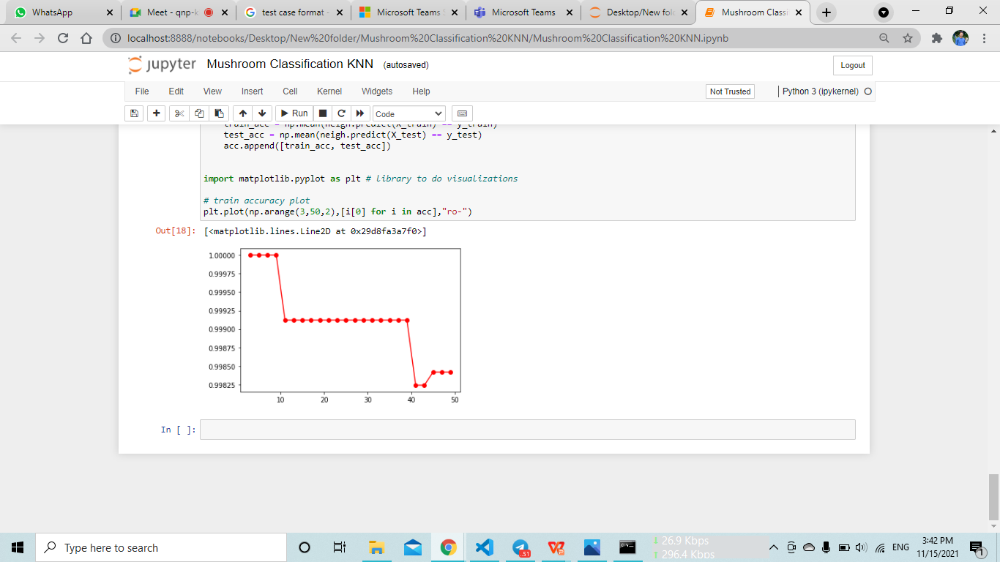 WhatsApp
Meet - qnp-k
test case format -
Microsoft Teams S
Microsoft Teams
Desktop/New fol
Mushroom Classi
localhost:8888/notebooks/Desktop/New%20folder/Mushroom%20Classification%20KNN/Mushroom%20Classification%20KNN.ipynb
jupyter Mushroom Classification KNN (autosaved)
Logout
File Edit View Insert Cell Kernel Widgets Help
Not Trusted
Python 3 (ipykernel)
Run
Code
train_acc = np.mean(neigh.predict(X_train) == y_train)
test_acc = np.mean(neigh.predict(X_test) == y_test)
acc.append([train_acc, test_acc])
import matplotlib.pyplot as plt # library to do visualizations
# train accuracy plot
plt.plot(np.arange(3,50,2),[i[0] for i in acc],"ro-")
Out[18]: [<matplotlib.lines.Line2D at 0x29d8fa3a7f0>]
1.00000
0.99975
0.99950
0.99925
0.99900
0.99875
0.99850
0.99825
10 20 30 40 50
In [ ]:
Type here to search
51
26.9 Kbps
296.4 Kbps
ENG
3:42 PM
11/15/2021
1